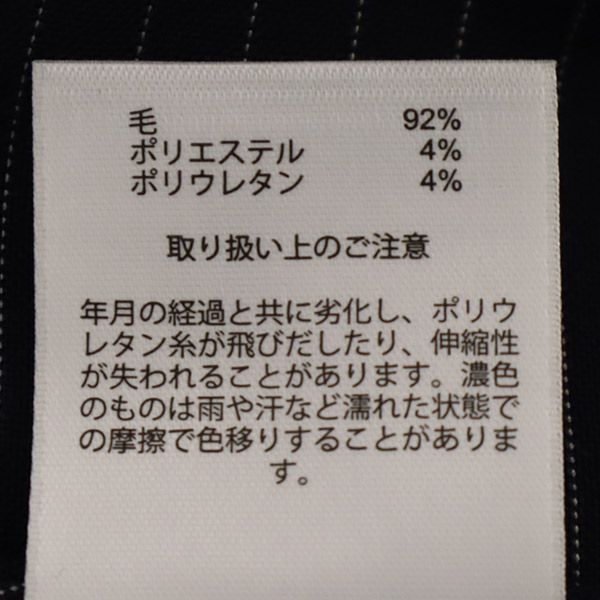 毛 92%
ポリエステル 4%
ポリウレタン 4%
取り扱い上のご注意
年月の経過と共に劣化し、ポリウ
レタン糸が飛びだしたり、伸縮性
が失われることがあります。濃色
のものは雨や汗など濡れた状態で
の摩擦で色移りすることがありま
す。